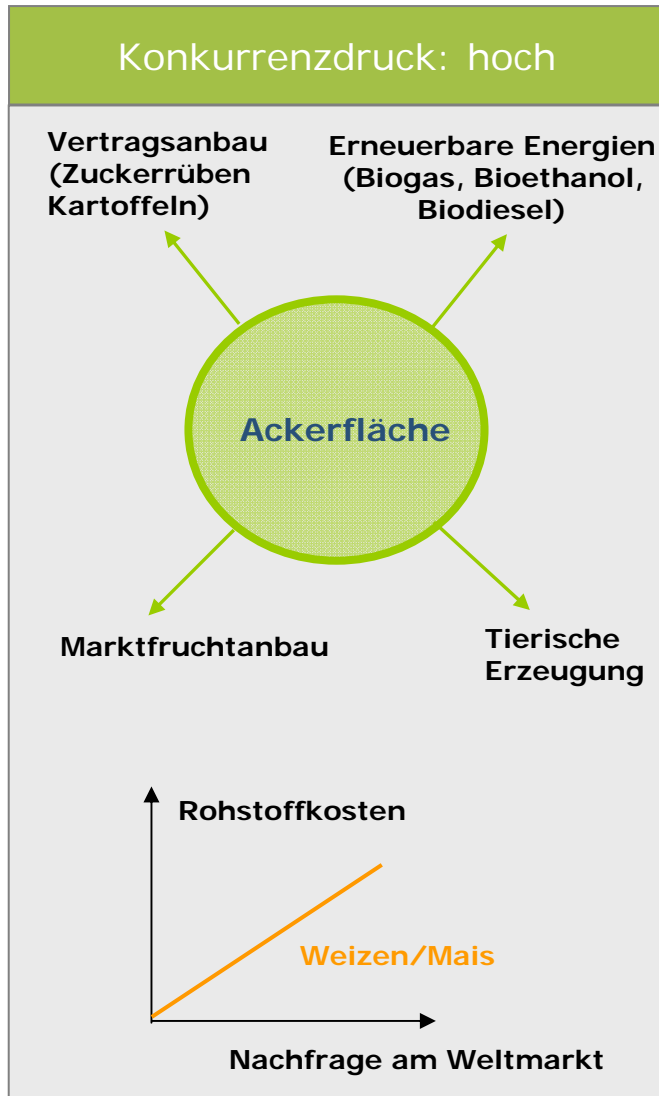 Konkurrenzdruck: hoch
Vertragsanbau
(Zuckerrüben
Kartoffeln)
Erneuerbare Energien
(Biogas, Bioethanol,
Biodiesel)
Ackerfläche
Marktfruchtanbau
Tierische
Erzeugung
Rohstoffkosten
Weizen/Mais
Nachfrage am Weltmarkt